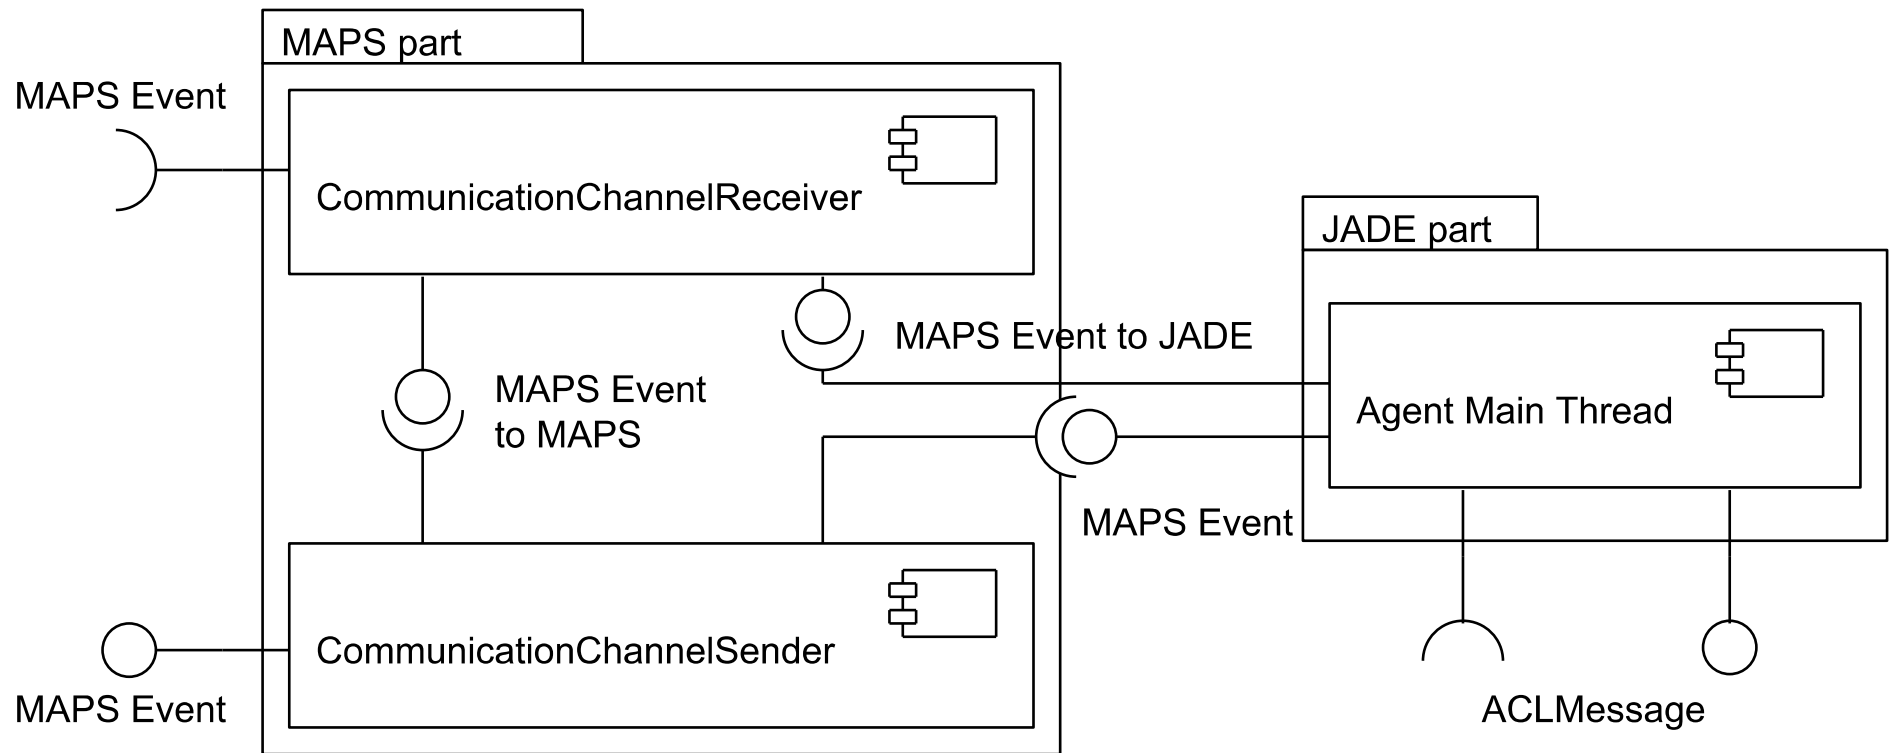 MAPS part
MAPS Event
CommunicationChannelReceiver
JADE part
MAPS Event to JADE
MAPS Event
to MAPS
Agent Main Thread
MAPS Event
CommunicationChannelSender
MAPS Event
ACLMessage